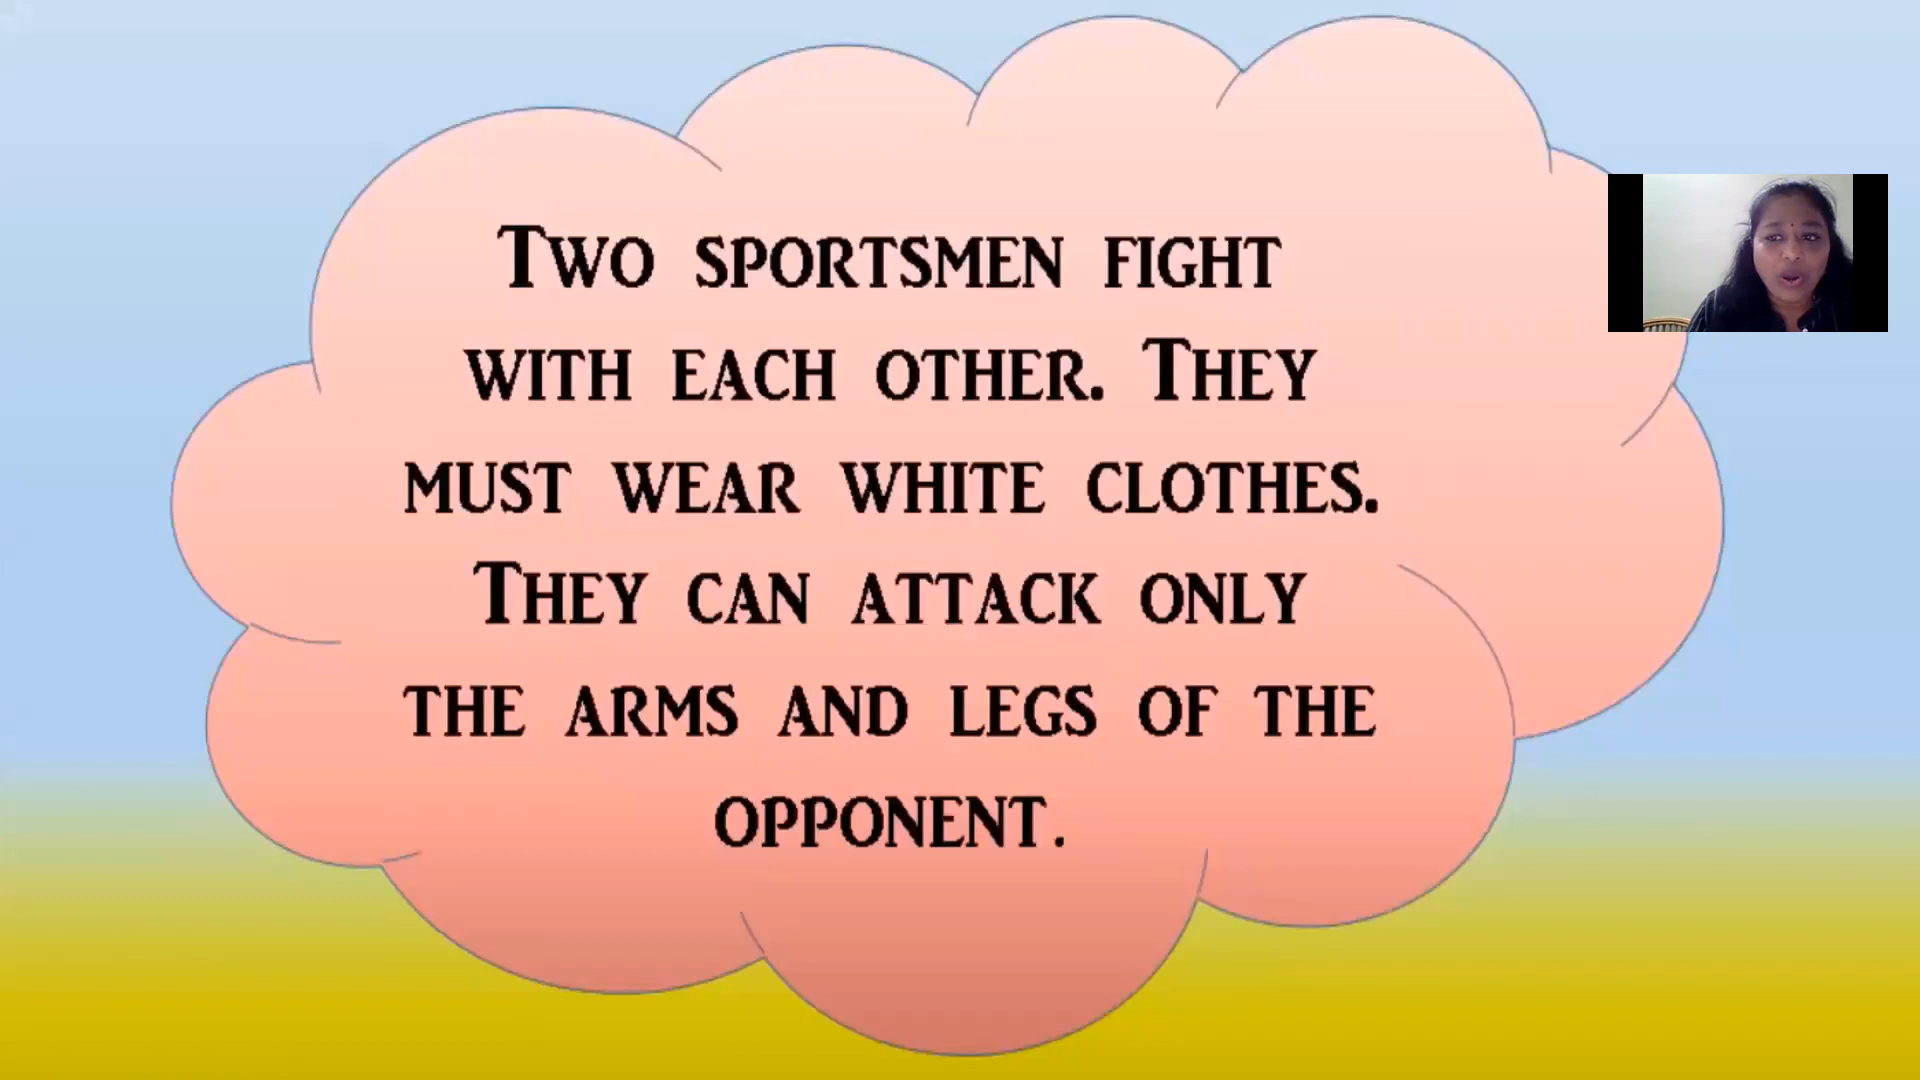 Two sportsmen fight
with each other. They
must wear white clothes.
They can attack only
the arms and legs of the
opponent.